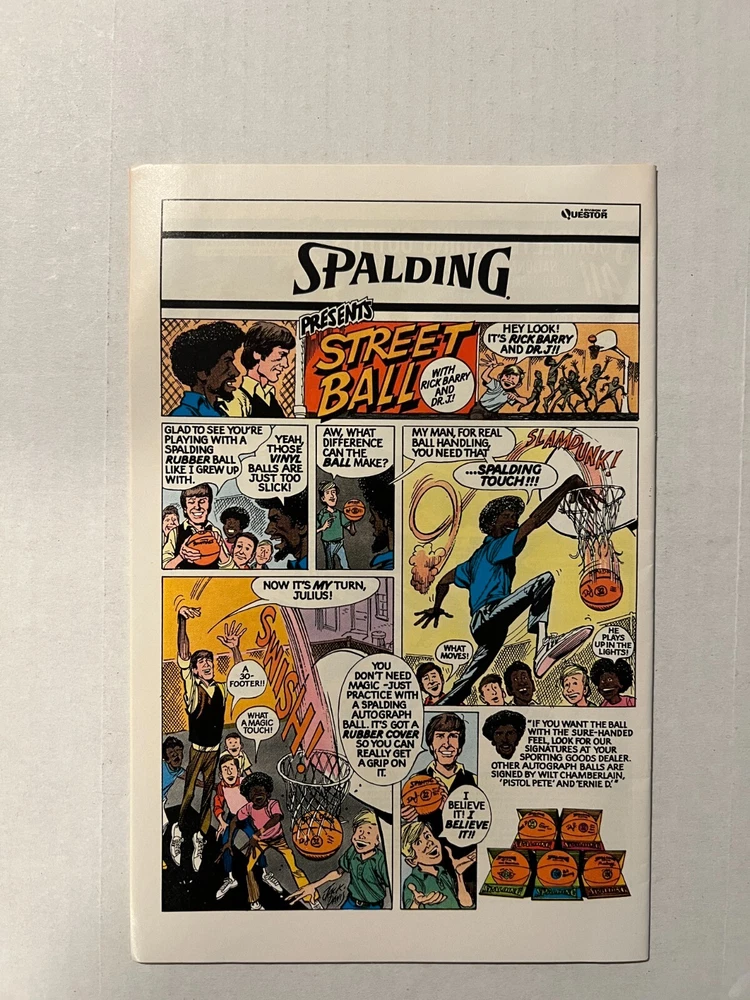 A DIVISION OF
QUESTOR
SPALDING
PRESENTS
STREET
BALL
WITH
RICK BARRY
AND
DR.J!
HEY LOOK!
IT'S RICK BARRY
AND DR.J!!
GLAD TO SEE YOU'RE
PLAYING WITH A
SPALDING
RUBBER BALL
LIKE I GREW UP
WITH.
YEAH,
THOSE
VINYL
BALLS ARE
JUST TOO
SLICK!
AW, WHAT
DIFFERENCE
CAN THE
BALL MAKE?
MY MAN, FOR REAL
BALL HANDLING,
YOU NEED THAT
...SPALDING
TOUCH!!!
SLAMDUNK!
WHAT
MOVES!
HE
PLAYS
UP IN THE
LIGHTS!
NOW IT'S MY TURN,
JULIUS!
A
30-
FOOTER!!
WHAT
A MAGIC
TOUCH!
SWISH!
YOU
DON'T NEED
MAGIC -JUST
PRACTICE WITH
A SPALDING
AUTOGRAPH
BALL. IT'S GOT A
RUBBER COVER
SO YOU CAN
REALLY GET
A GRIP ON
IT.
SPALDING
I
BELIEVE
IT! I
BELIEVE
IT!!
"IF YOU WANT THE BALL
WITH THE SURE-HANDED
FEEL, LOOK FOR OUR
SIGNATURES AT YOUR
SPORTING GOODS DEALER.
OTHER AUTOGRAPH BALLS ARE
SIGNED BY WILT CHAMBERLAIN,
'PISTOL PETE' AND 'ERNIE D.'"